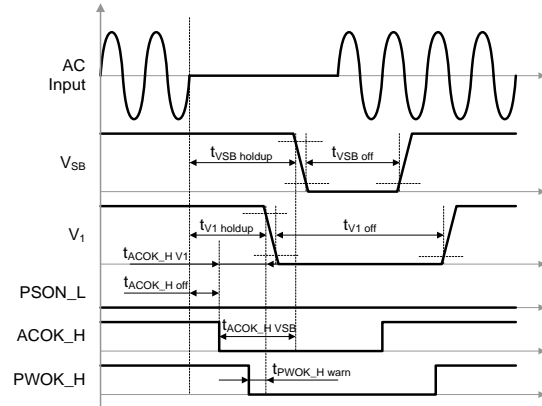 AC
Input
VSB
tVSB holdup
tVSB off
V1
tV1 holdup
tV1 off
tACOK_H V1
tACOK_H off
PSON_L
tACOK_H VSB
ACOK_H
tPWOK_H warn
PWOK_H